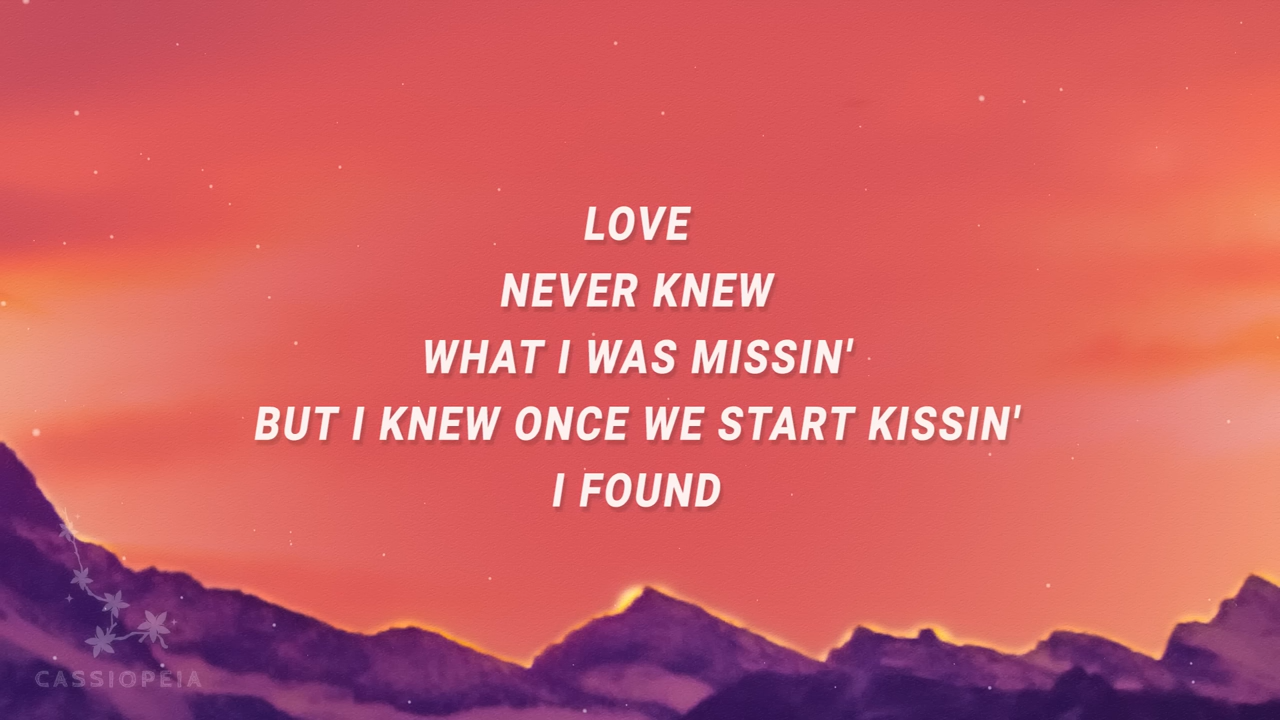 LOVE
NEVER KNEW
WHAT I WAS MISSIN'
BUT I KNEW ONCE WE START KISSIN'
I FOUND
CASSIOPEIA